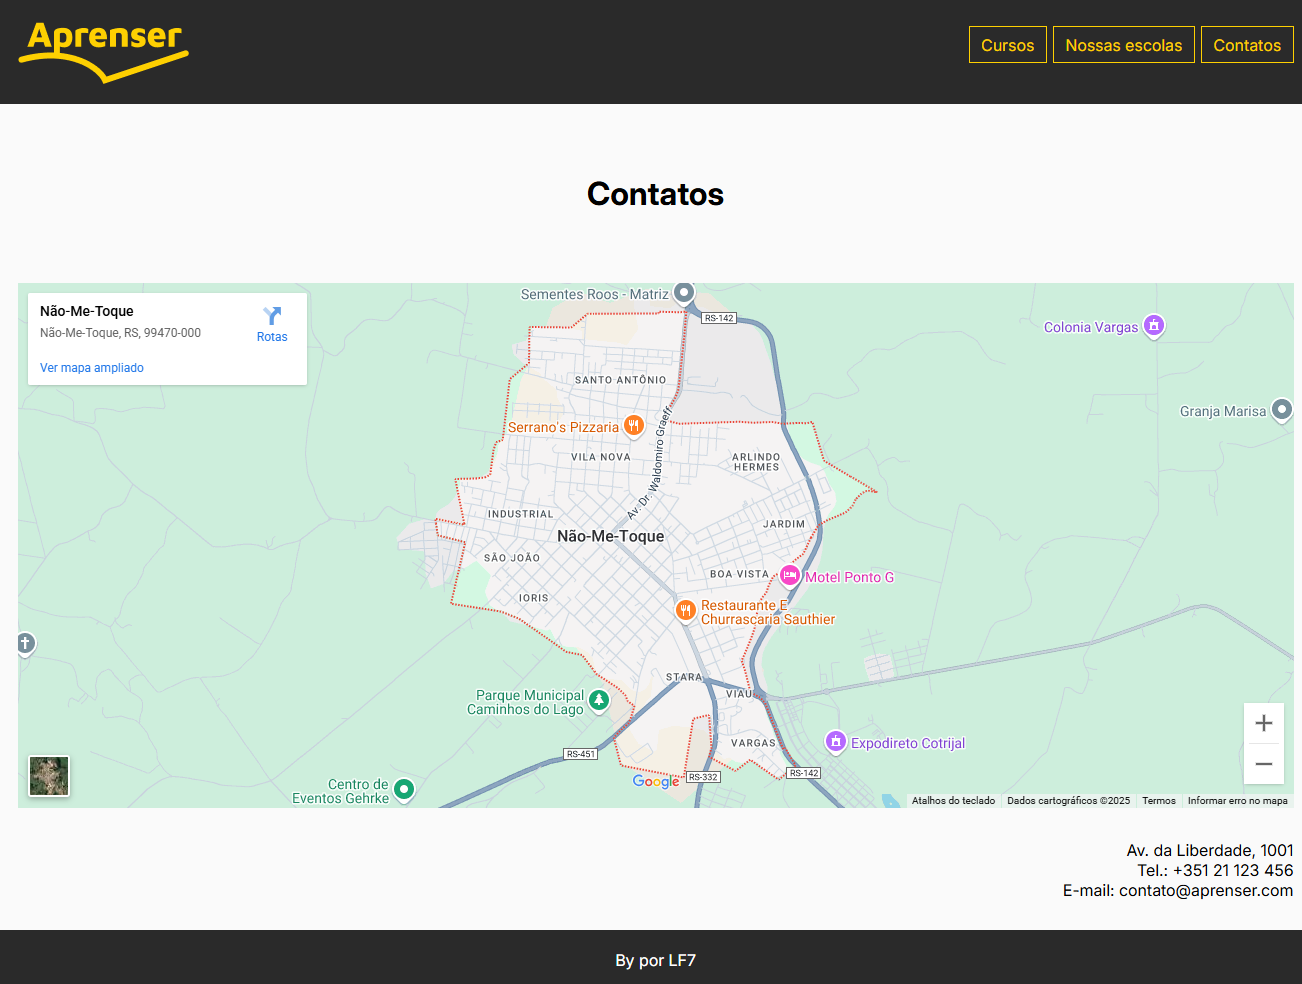 Aprenser
Cursos
Nossas escolas
Contatos
Contatos
Não-Me-Toque
Não-Me-Toque, RS, 99470-000
Rotas
Ver mapa ampliado
Sementes Roos - Matriz
RS-142
Colonia Vargas
SANTO ANTÔNIO
Granja Marisa
Serrano's Pizzaria
Av. Dr. Waldomiro Graeff
VILA NOVA
ARLINDO
HERMES
INDUSTRIAL
JARDIM
Não-Me-Toque
SÃO JOÃO
BOA VISTA
Motel Ponto G
IORIS
Restaurante E
Churrascaria Sauthier
STARA
Parque Municipal
Caminhos do Lago
VIAU
VARGAS
Expodireto Cotrijal
RS-451
RS-142
RS-332
Google
Centro de
Eventos Gehrke
Atalhos do teclado
Dados cartográficos ©2025
Termos
Informar erro no mapa
Av. da Liberdade, 1001
Tel.: +351 21 123 456
E-mail: contato@aprenser.com
By por LF7